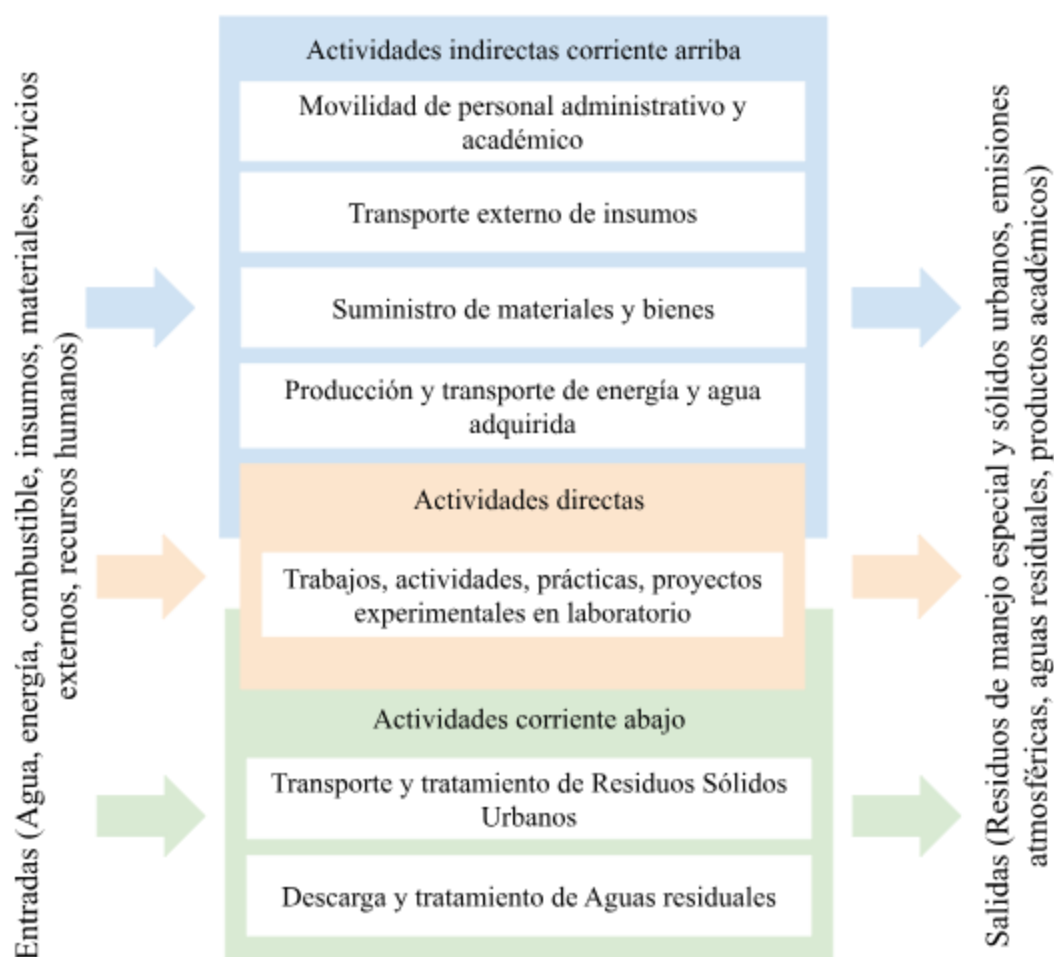 Entradas (Agua, energía, combustible, insumos, materiales, servicios
externos, recursos humanos)
Actividades indirectas corriente arriba
Movilidad de personal administrativo y
académico
Transporte externo de insumos
Suministro de materiales y bienes
Producción y transporte de energía y agua
adquirida
Actividades directas
Trabajos, actividades, prácticas, proyectos
experimentales en laboratorio
Actividades corriente abajo
Transporte y tratamiento de Residuos Sólidos
Urbanos
Descarga y tratamiento de Aguas residuales
Salidas (Residuos de manejo especial y sólidos urbanos, emisiones
atmosféricas, aguas residuales, productos académicos)